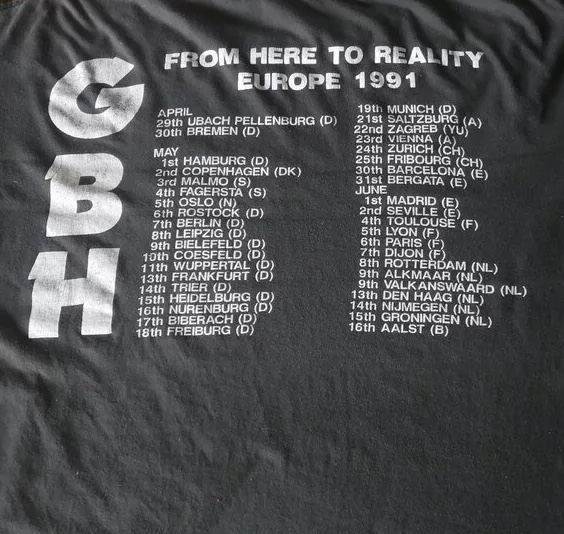 GBH
FROM HERE TO REALITY
EUROPE 1991
APRIL
29th UBACH PELLENBURG (D)
30th BREMEN (D)
MAY
1st HAMBURG (D)
2nd COPENHAGEN (DK)
3rd MALMO (S)
4th FAGERSTA (S)
5th OSLO (N)
6th ROSTOCK (D)
7th BERLIN (D)
8th LEIPZIG (D)
9th BIELEFELD (D)
10th COESFELD (D)
11th WUPPERTAL (D)
13th FRANKFURT (D)
14th TRIER (D)
15th HEIDELBURG (D)
16th NURENBURG (D)
17th BIBERACH (D)
18th FREIBURG (D)
19th MUNICH (D)
21st SALTZBURG (A)
22nd ZAGREB (YU)
23rd VIENNA (A)
24th ZURICH (CH)
25th FRIBOURG (CH)
30th BARCELONA (E)
31st BERGATA (E)
JUNE
1st MADRID (E)
2nd SEVILLE (E)
4th TOULOUSE (F)
5th LYON (F)
6th PARIS (F)
7th DIJON (F)
8th ROTTERDAM (NL)
9th ALKMAAR (NL)
9th VALKANSWAARD (NL)
13th DEN HAAG (NL)
14th NIJMEGEN (NL)
15th GRONINGEN (NL)
16th AALST (B)